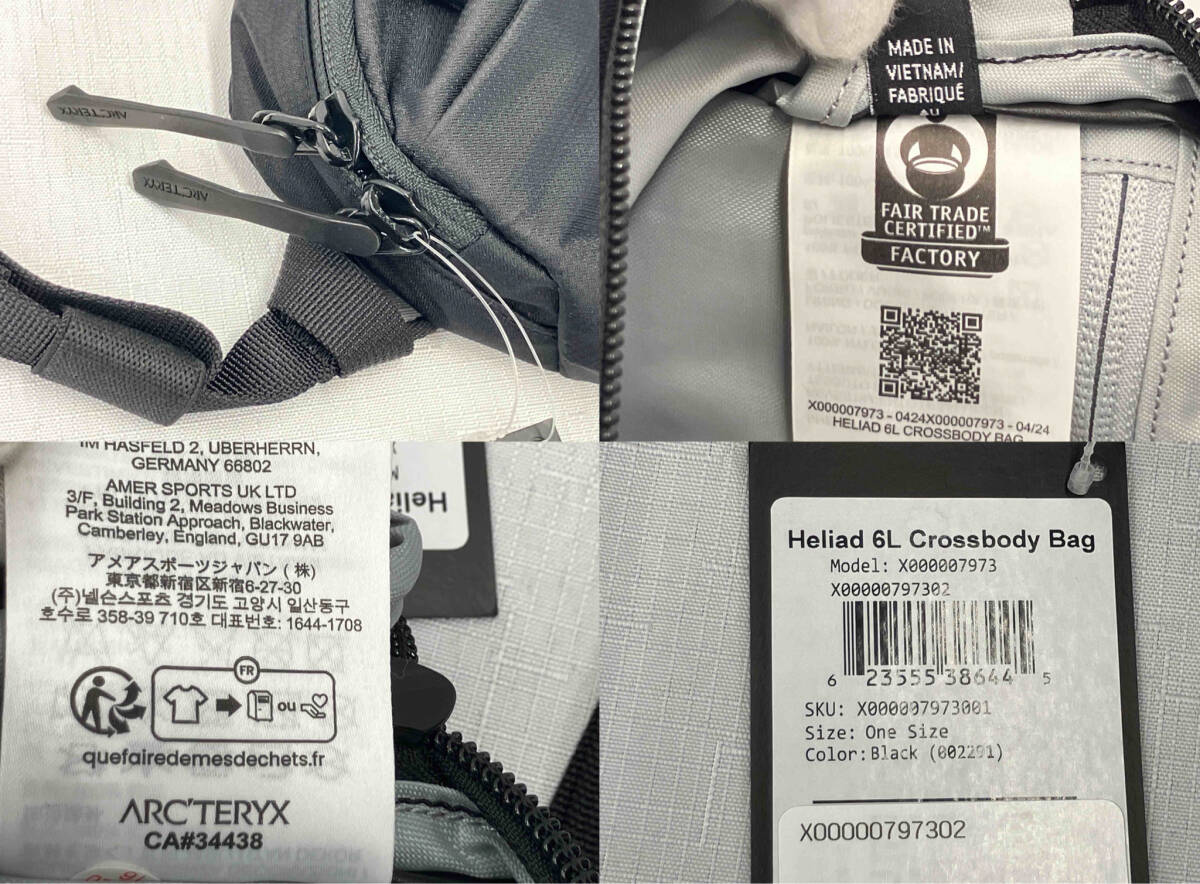 ARC'TERYX
ARC'TERYX
MADE IN
VIETNAM/
FABRIQUÉ
AU
FAIR TRADE
CERTIFIED™
FACTORY
X000007973 - 0424X000007973 - 04/24
HELIAD 6L CROSSBODY BAG
IM HASFELD 2, UBERHERRN,
GERMANY 66802
AMER SPORTS UK LTD
3/F, Building 2, Meadows Business
Park Station Approach, Blackwater,
Camberley, England, GU17 9AB
アメアスポーツジャパン (株)
東京都新宿区新宿6-27-30
(주)넬슨스포츠 경기도 고양시 일산동구
호수로 358-39 710호 대표번호: 1644-1708
FR
ou
quefairedemesdechets.fr
ARC'TERYX
CA#34438
Heliad
Heliad 6L Crossbody Bag
Model: X000007973
X00000797302
6 23555 38644 5
SKU: X000007973001
Size: One Size
Color: Black (002291)
X00000797302